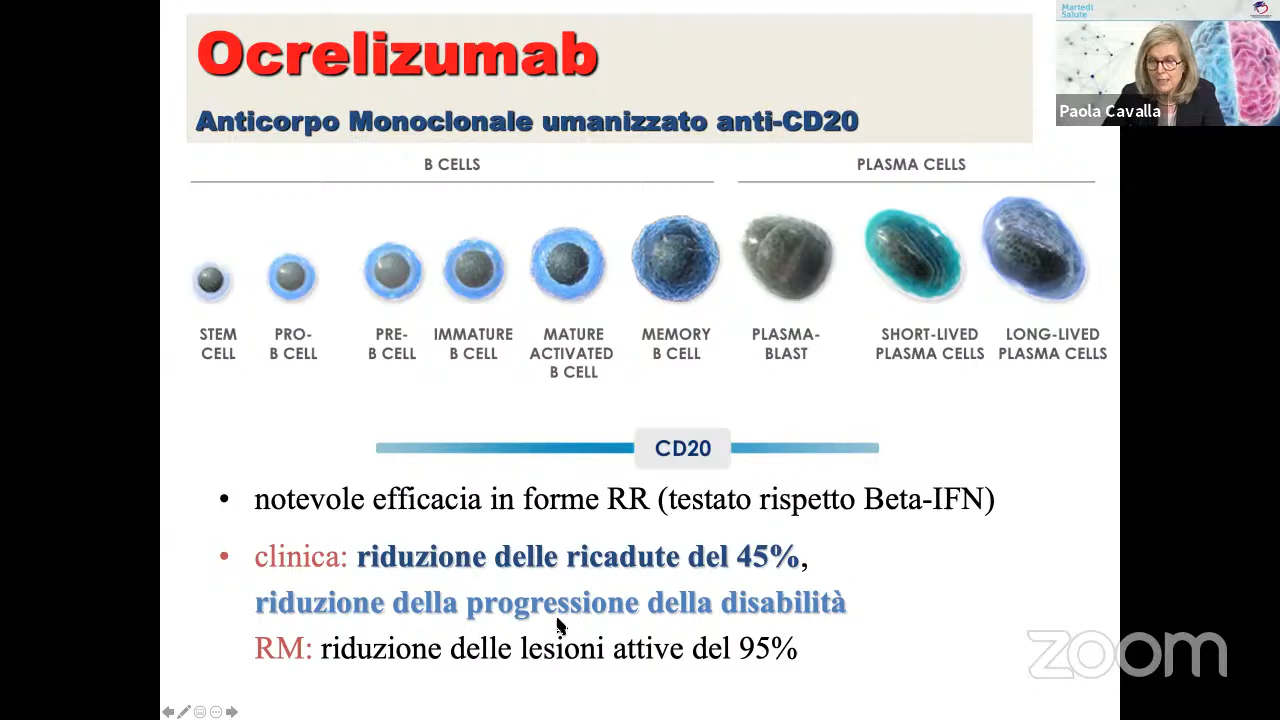 Ocrelizumab
Anticorpo Monoclonale umanizzato anti-CD20
Martedì
Salute
Paola Cavalla
B CELLS
PLASMA CELLS
STEM
CELL
PRO-
B CELL
PRE-
B CELL
IMMATURE
B CELL
MATURE
ACTIVATED
B CELL
MEMORY
B CELL
PLASMA-
BLAST
SHORT-LIVED
PLASMA CELLS
LONG-LIVED
PLASMA CELLS
CD20
• notevole efficacia in forme RR (testato rispetto Beta-IFN)
• clinica: riduzione delle ricadute del 45%,
riduzione della progressione della disabilità
RM: riduzione delle lesioni attive del 95%
zoom